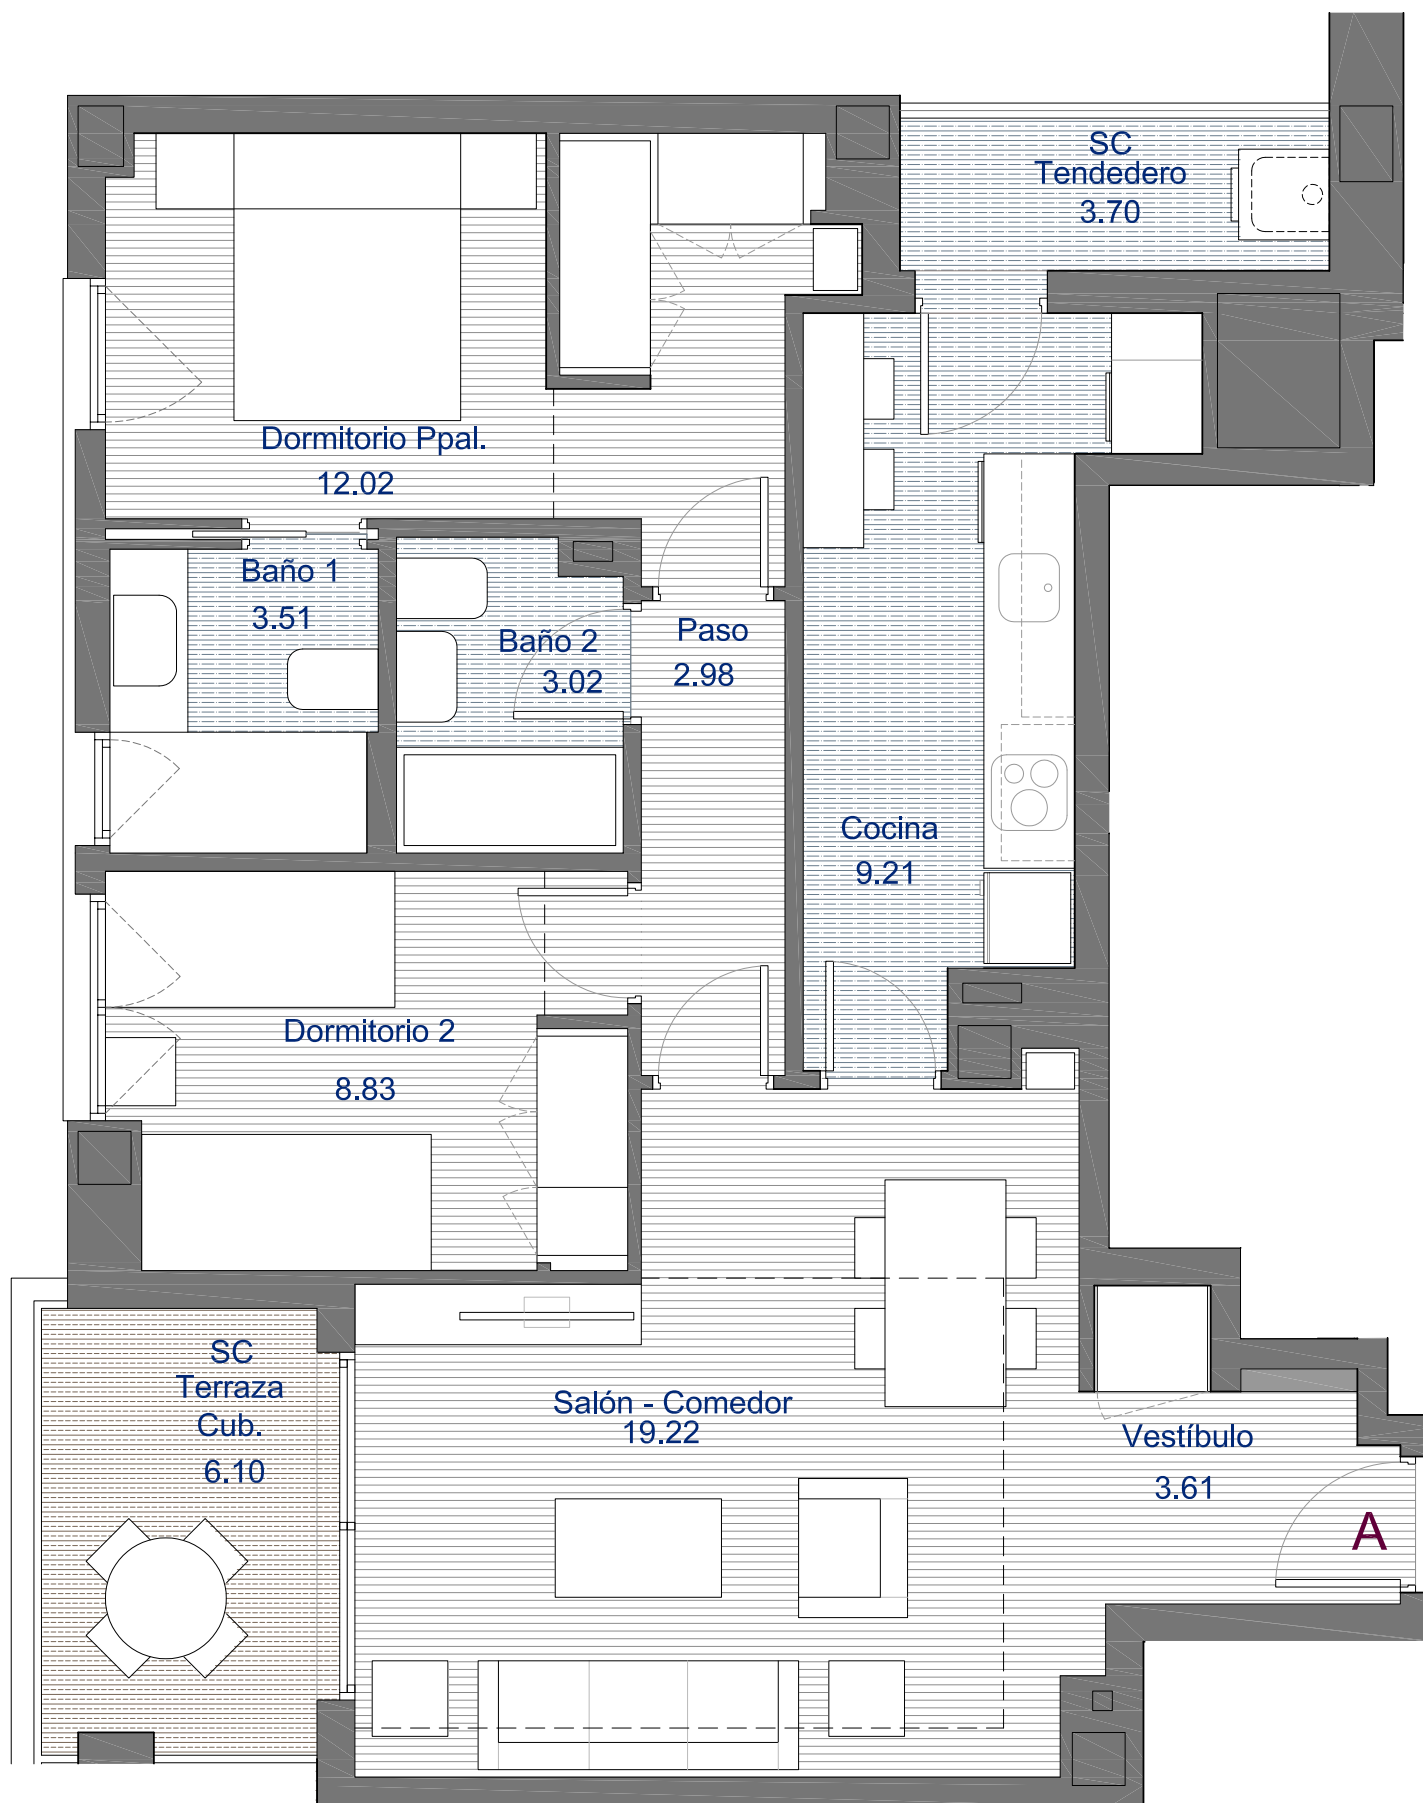 SC
Tendedero
3.70
Dormitorio Ppal.
12.02
Baño 1
3.51
Baño 2
3.02
Paso
2.98
Cocina
9.21
Dormitorio 2
8.83
SC
Terraza
Cub.
6.10
Salón - Comedor
19.22
Vestíbulo
3.61
A